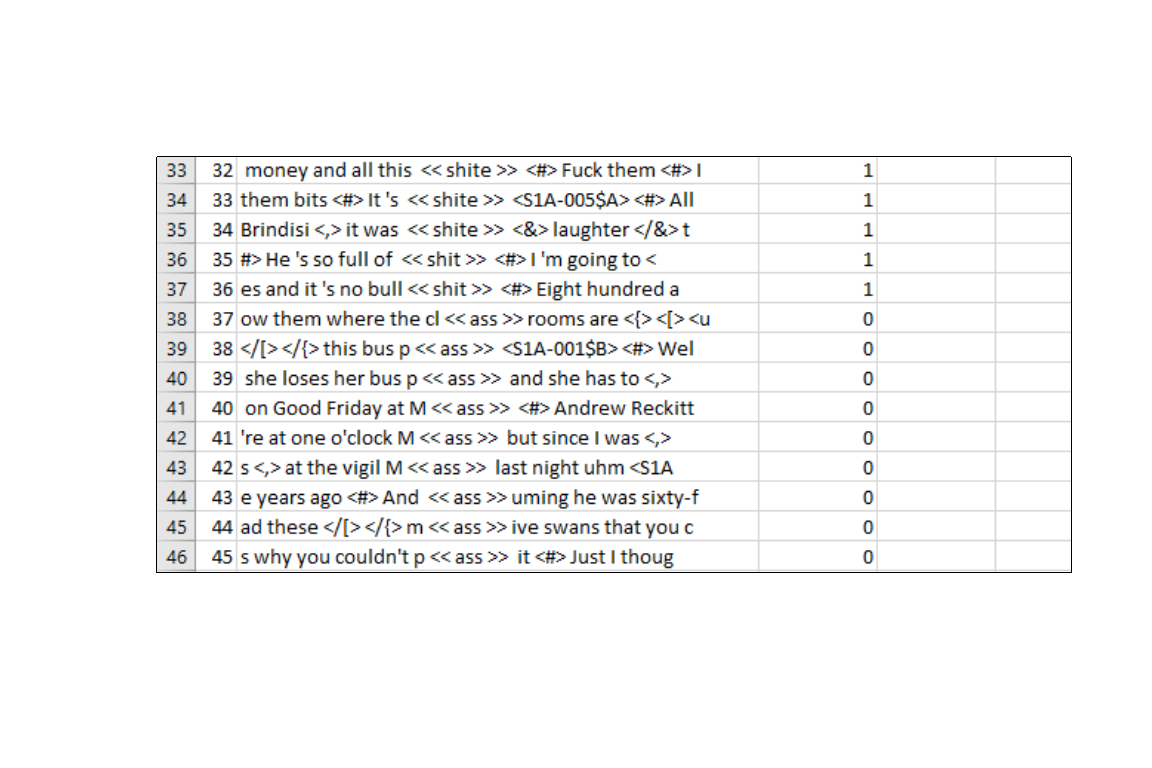 33 32 money and all this << shite >> <#> Fuck them <#> I 1
34 33 them bits <#> It 's << shite >> <S1A-005$A> <#> All 1
35 34 Brindisi <,> it was << shite >> <&> laughter </&> t 1
36 35 #> He 's so full of << shit >> <#> I 'm going to < 1
37 36 es and it 's no bull << shit >> <#> Eight hundred a 1
38 37 ow them where the cl << ass >> rooms are <{> <[> <u 0
39 38 </[> </{> this bus p << ass >> <S1A-001$B> <#> Wel 0
40 39 she loses her bus p << ass >> and she has to <,> 0
41 40 on Good Friday at M << ass >> <#> Andrew Reckitt 0
42 41 're at one o'clock M << ass >> but since I was <,> 0
43 42 s <,> at the vigil M << ass >> last night uhm <S1A 0
44 43 e years ago <#> And << ass >> uming he was sixty-f 0
45 44 ad these </[> </{> m << ass >> ive swans that you c 0
46 45 s why you couldn't p << ass >> it <#> Just I thoug 0